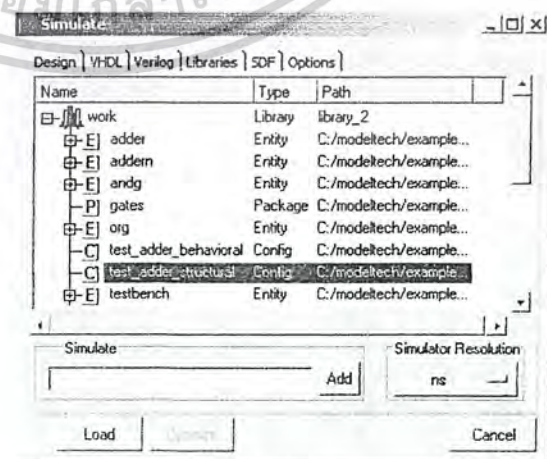 Simulate
Design VHDL Verilog Libraries SDF Options
Name Type Path
work Library library_2
E adder Entity C:/modeltech/example...
E addern Entity C:/modeltech/example...
E andg Entity C:/modeltech/example...
P gates Package C:/modeltech/example...
E org Entity C:/modeltech/example...
C test_adder_behavioral Config C:/modeltech/example...
C test_adder_structural Config C:/modeltech/example...
E testbench Entity C:/modeltech/example...
Simulate Simulator Resolution
Add ns
Load Cancel